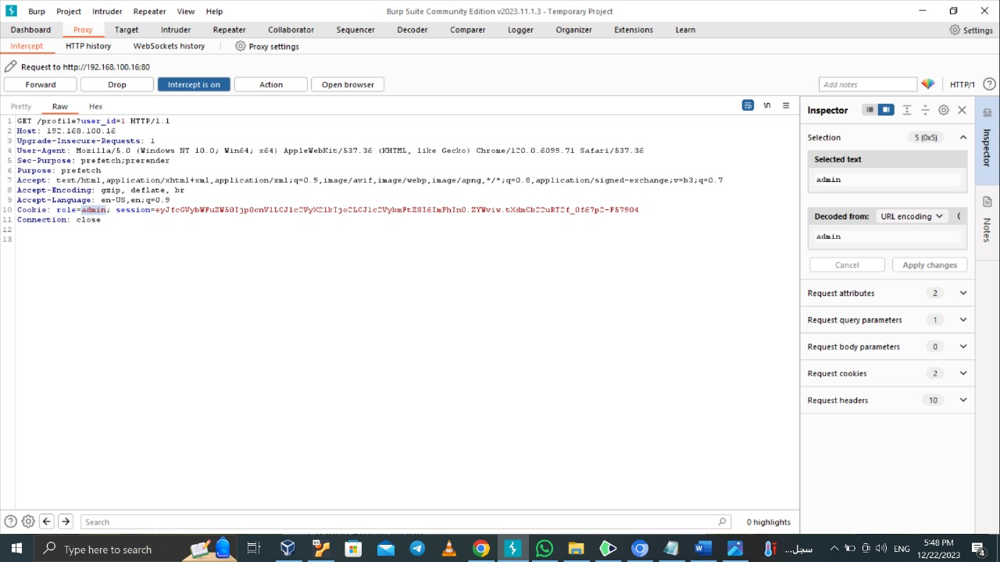 Burp Project Intruder Repeater View Help Burp Suite Community Edition v2023.11.1.3 - Temporary Project
Dashboard Proxy Target Intruder Repeater Collaborator Sequencer Decoder Comparer Logger Organizer Extensions Learn Settings
Intercept HTTP history WebSockets history Proxy settings
Request to http://192.168.100.16:80
Forward Drop Intercept is on Action Open browser Add notes HTTP/1 ?
Pretty Raw Hex \n
Inspector
Selection 5 (0x5)
Selected text
admin
Decoded from: URL encoding (
admin
Cancel Apply changes
Request attributes 2
Request query parameters 1
Request body parameters 0
Request cookies 2
Request headers 10
Inspector
Notes
1 GET /profile?user_id=1 HTTP/1.1
2 Host: 192.168.100.16
3 Upgrade-Insecure-Requests: 1
4 User-Agent: Mozilla/5.0 (Windows NT 10.0; Win64; x64) AppleWebKit/537.36 (KHTML, like Gecko) Chrome/120.0.6099.71 Safari/537.36
5 Sec-Purpose: prefetch;prerender
6 Purpose: prefetch
7 Accept: text/html,application/xhtml+xml,application/xml;q=0.9,image/avif,image/webp,image/apng,*/*;q=0.8,application/signed-exchange;v=b3;q=0.7
8 Accept-Encoding: gzip, deflate, br
9 Accept-Language: en-US,en;q=0.9
10 Cookie: role=admin; session=
11 Connection: close
12
13
? Search 0 highlights
Type here to search سجل... ENG 5:48 PM
12/22/2023 4